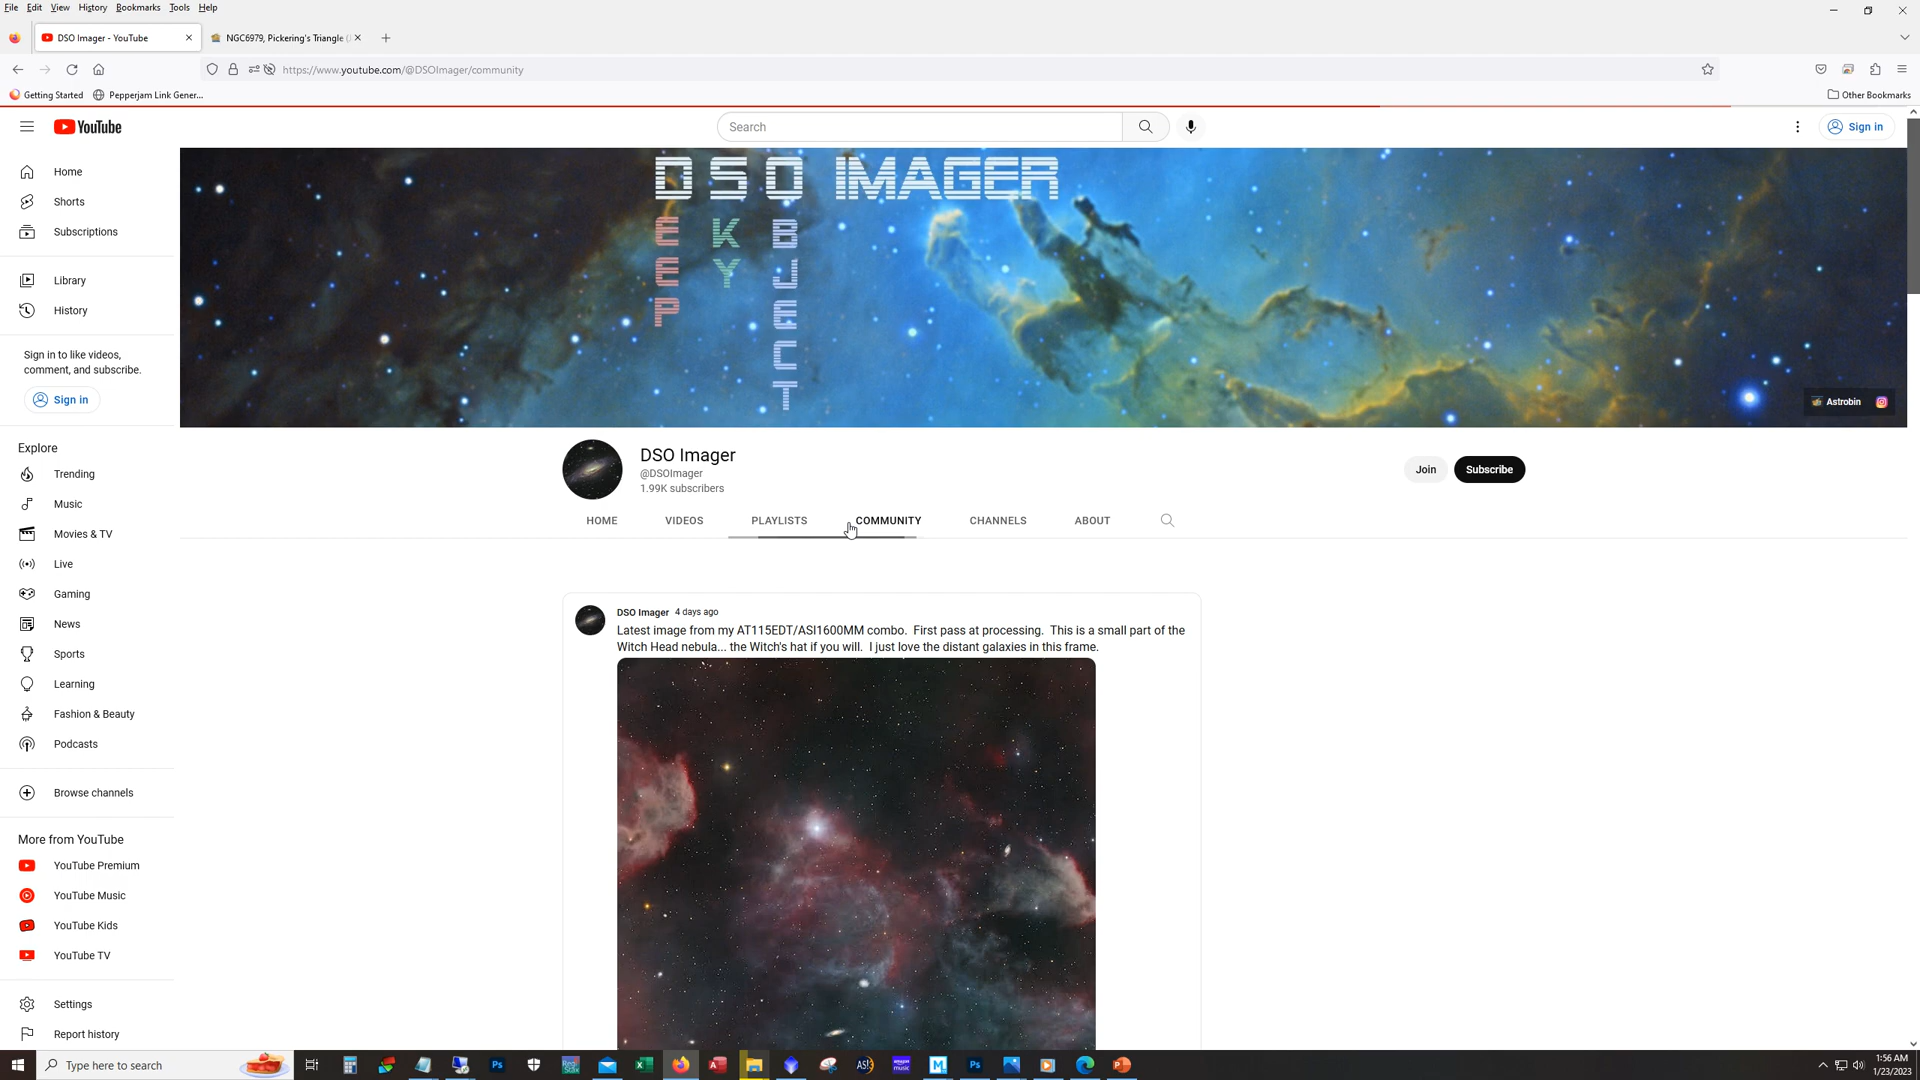 File Edit View History Bookmarks Tools Help
DSO Imager - YouTube
NGC6979, Pickering's Triangle (
https://www.youtube.com/@DSOImager/community
Getting Started
Pepperjam Link Gener...
Other Bookmarks
YouTube
Search
Sign in
Home
Shorts
Subscriptions
Library
History
Sign in to like videos,
comment, and subscribe.
Sign in
Explore
Trending
Music
Movies & TV
Live
Gaming
News
Sports
Learning
Fashion & Beauty
Podcasts
Browse channels
More from YouTube
YouTube Premium
YouTube Music
YouTube Kids
YouTube TV
Settings
Report history
DSO IMAGER
DEEP
SKY
OBJECT
Astrobin
DSO Imager
@DSOImager
1.99K subscribers
Join
Subscribe
HOME VIDEOS PLAYLISTS COMMUNITY CHANNELS ABOUT
DSO Imager 4 days ago
Latest image from my AT115EDT/ASI1600MM combo. First pass at processing. This is a small part of the
Witch Head nebula... the Witch's hat if you will. I just love the distant galaxies in this frame.
Type here to search
1:56 AM
1/23/2023